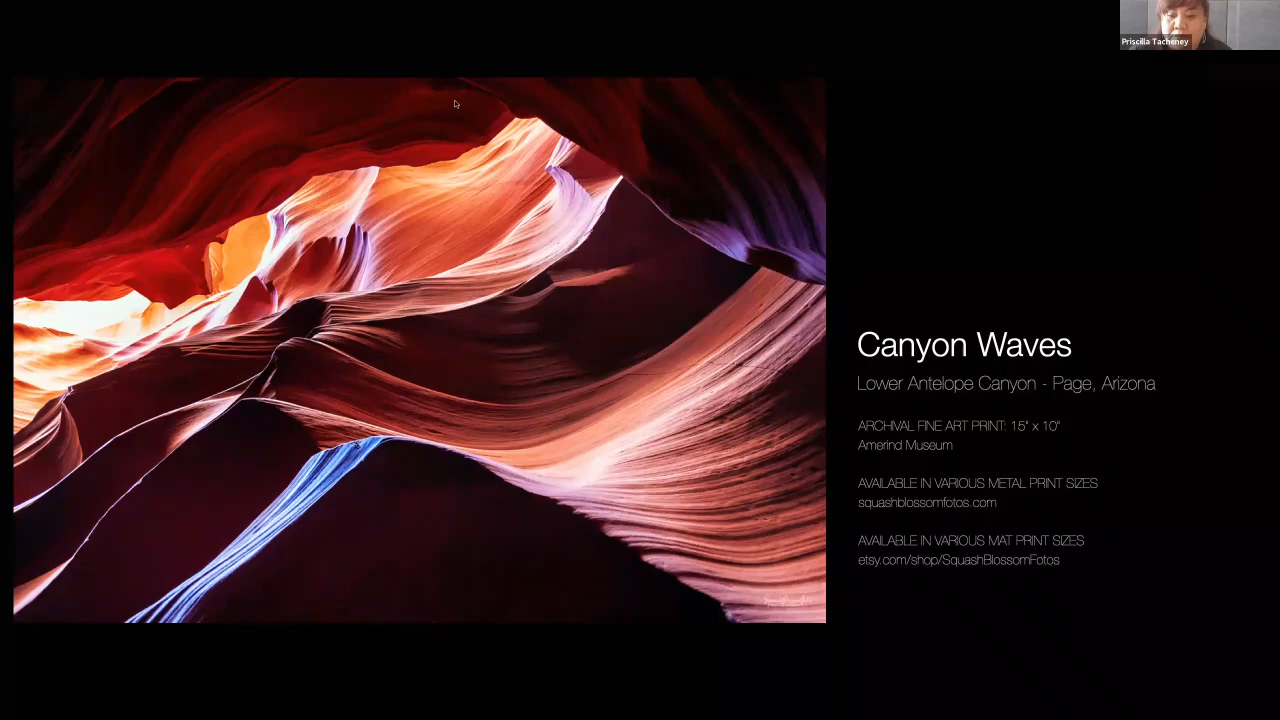 Priscilla Tacheney
Canyon Waves
Lower Antelope Canyon - Page, Arizona
ARCHIVAL FINE ART PRINT: 15" x 10"
Amerind Museum
AVAILABLE IN VARIOUS METAL PRINT SIZES
squashblossomfotos.com
AVAILABLE IN VARIOUS MAT PRINT SIZES
etsy.com/shop/SquashBlossomFotos